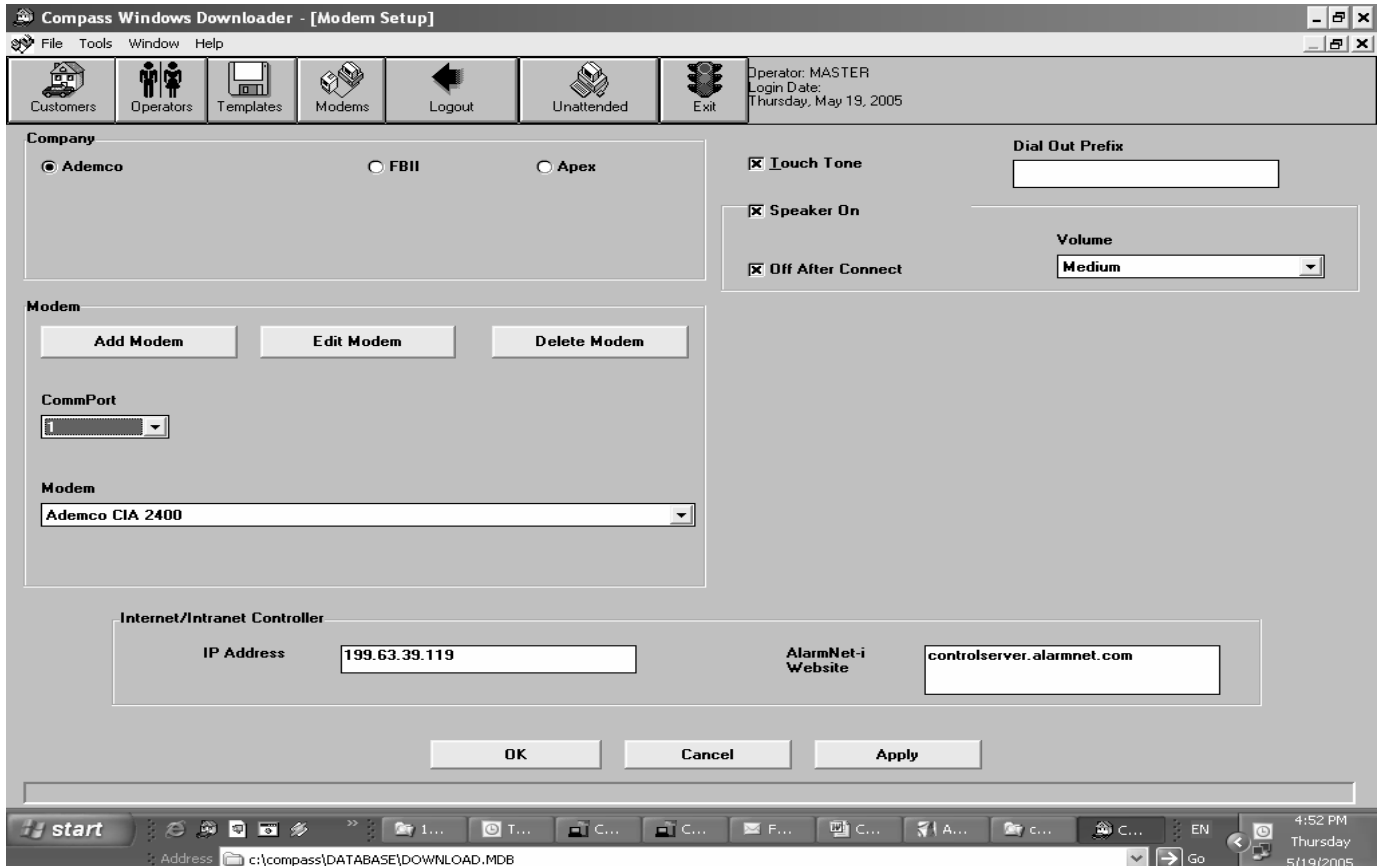 Compass Windows Downloader - [Modem Setup]
File Tools Window Help
Customers Operators Templates Modems Logout Unattended Exit
Operator: MASTER
Login Date:
Thursday, May 19, 2005
Company
Ademco FBII Apex
Touch Tone
Dial Out Prefix
Speaker On
Volume
Off After Connect
Medium
Modem
Add Modem Edit Modem Delete Modem
CommPort
1
Modem
Ademco CIA 2400
Internet/Intranet Controller
IP Address 199.63.39.119
AlarmNet-i
Website
controlserver.alarmnet.com
OK Cancel Apply
start 1... T... C... C... F... C... A... c... C... EN
4:52 PM
Thursday
5/19/2005
Address c:\compass\DATABASE\DOWNLOAD.MDB Go